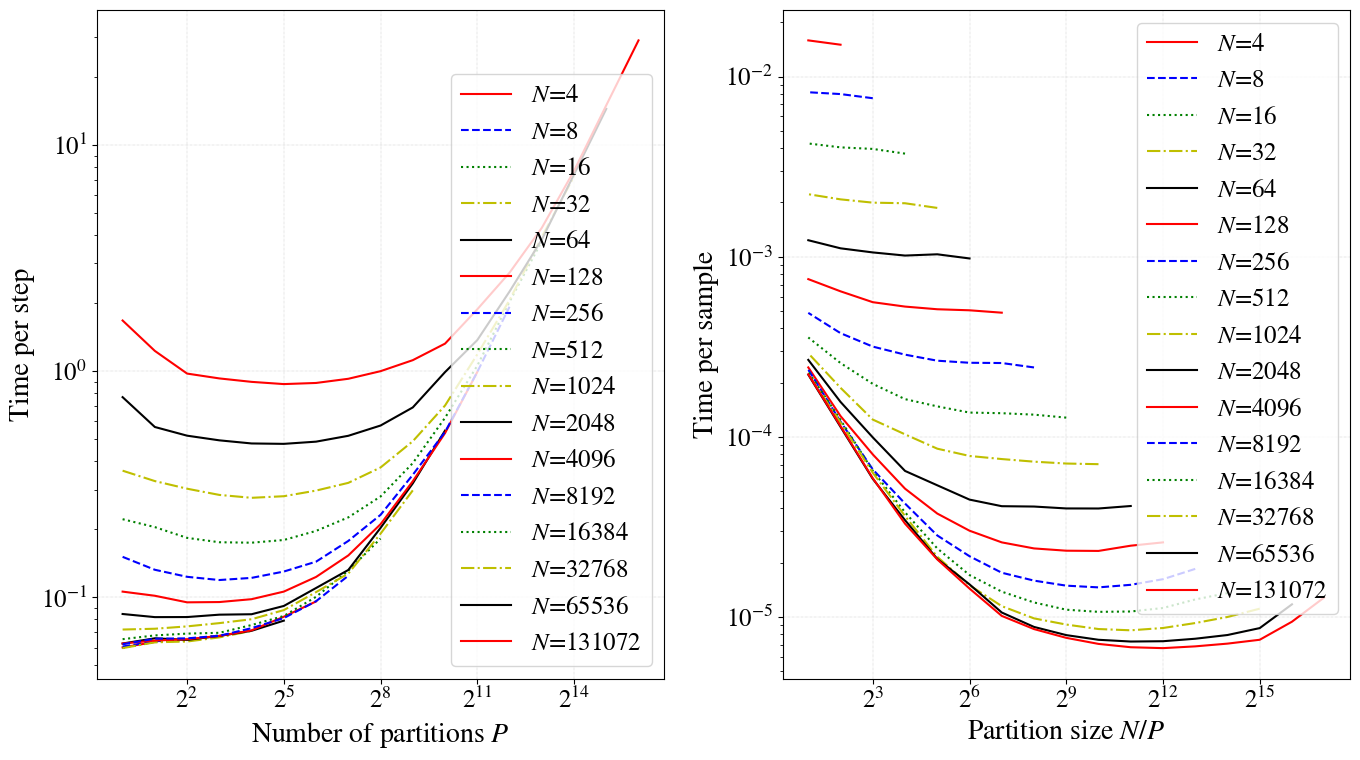 Time per step
10^1
10^0
10^-1
2^2
2^5
2^8
2^11
2^14
Number of partitions P
N=4
N=8
N=16
N=32
N=64
N=128
N=256
N=512
N=1024
N=2048
N=4096
N=8192
N=16384
N=32768
N=65536
N=131072
Time per sample
10^-2
10^-3
10^-4
10^-5
2^3
2^6
2^9
2^12
2^15
Partition size N/P
N=4
N=8
N=16
N=32
N=64
N=128
N=256
N=512
N=1024
N=2048
N=4096
N=8192
N=16384
N=32768
N=65536
N=131072